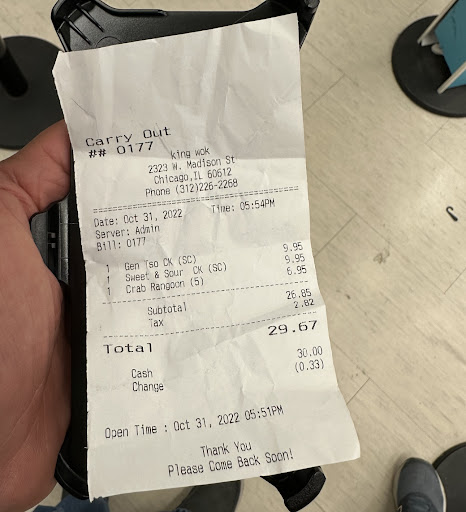 Carry Out
## 0177
king wok
2323 W. Madison St
Chicago,IL 60612
Phone (312)226-2268
Date: Oct 31, 2022 Time: 05:54PM
Server: Admin
Bill: 0177
1 Gen Tso CK (SC) 9.95
1 Sweet & Sour CK (SC) 9.95
1 Crab Rangoon (5) 6.95
Subtotal 26.85
Tax 2.82
Total 29.67
Cash 30.00
Change (0.33)
Open Time : Oct 31, 2022 05:51PM
Thank You
Please Come Back Soon!